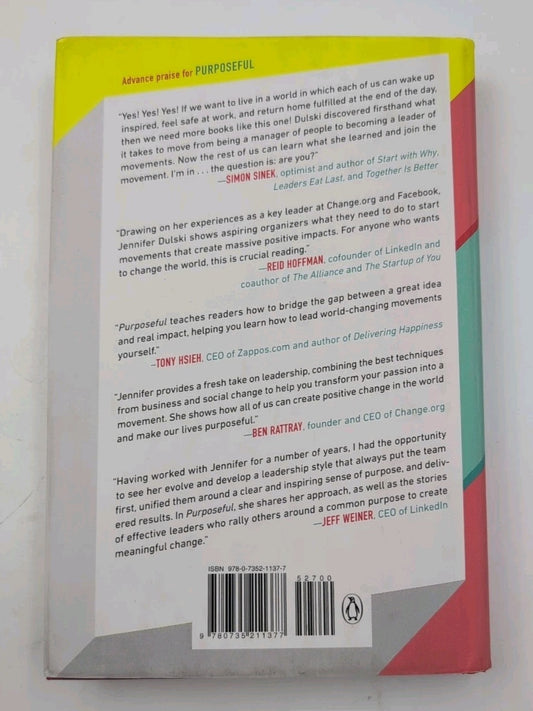 Advance praise for PURPOSEFUL
"Yes! Yes! Yes! If we want to live in a world in which each of us can wake up
inspired, feel safe at work, and return home fulfilled at the end of the day,
then we need more books like this one! Dulski discovered firsthand what
it takes to move from being a manager of people to becoming a leader of
movements. Now the rest of us can learn what she learned and join the
movement. I'm in . . . the question is: are you?"
—SIMON SINEK, optimist and author of Start with Why,
Leaders Eat Last, and Together Is Better
"Drawing on her experiences as a key leader at Change.org and Facebook,
Jennifer Dulski shows aspiring organizers what they need to do to start
movements that create massive positive impacts. For anyone who wants
to change the world, this is crucial reading."
—REID HOFFMAN, cofounder of LinkedIn and
coauthor of The Alliance and The Startup of You
"Purposeful teaches readers how to bridge the gap between a great idea
and real impact, helping you learn how to lead world-changing movements
yourself."
—TONY HSIEH, CEO of Zappos.com and author of Delivering Happiness
"Jennifer provides a fresh take on leadership, combining the best techniques
from business and social change to help you transform your passion into a
movement. She shows how all of us can create positive change in the world
and make our lives purposeful."
—BEN RATTRAY, founder and CEO of Change.org
"Having worked with Jennifer for a number of years, I had the opportunity
to see her evolve and develop a leadership style that always put the team
first, unified them around a clear and inspiring sense of purpose, and deliv-
ered results. In Purposeful, she shares her approach, as well as the stories
of effective leaders who rally others around a common purpose to create
meaningful change."
—JEFF WEINER, CEO of LinkedIn
ISBN 978-0-7352-1137-7
52700
9 780735 211377